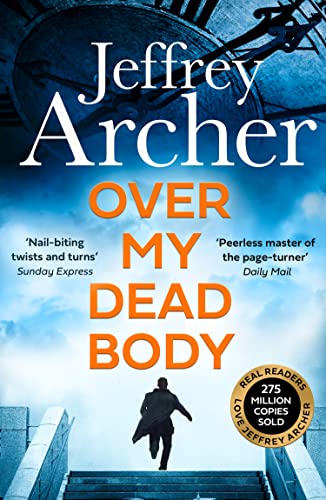 Jeffrey
Archer
OVER
MY
DEAD
BODY
‘Nail-biting
twists and turns’
Sunday Express
‘Peerless master of
the page-turner’
Daily Mail
REAL READERS
275
MILLION
COPIES
SOLD
LOVE JEFFREY ARCHER